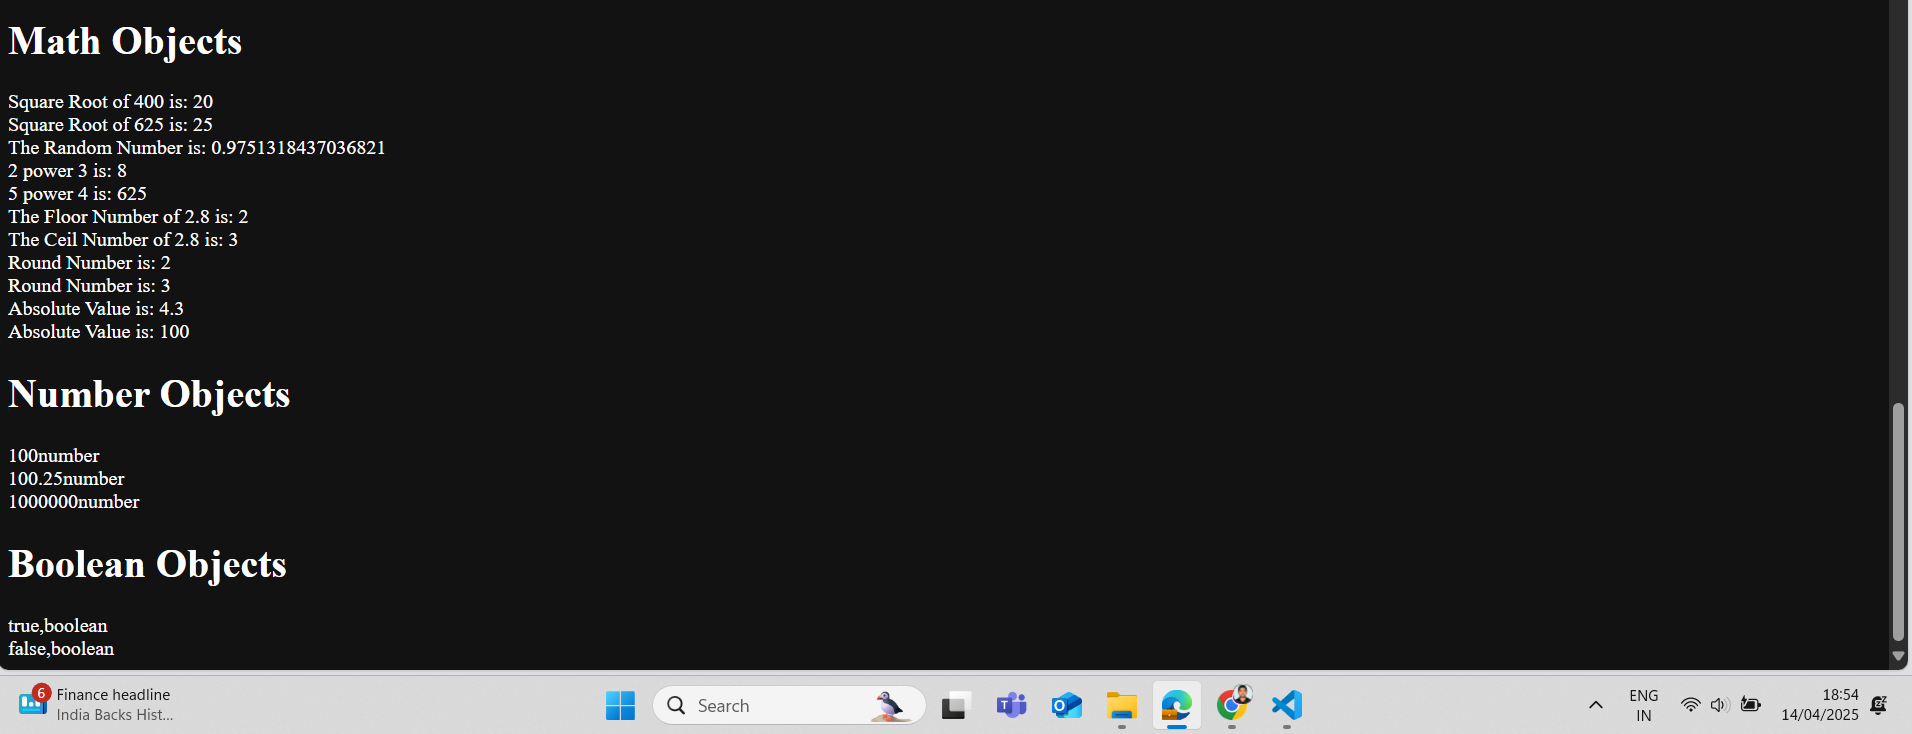 Math Objects
Square Root of 400 is: 20
Square Root of 625 is: 25
The Random Number is: 0.9751318437036821
2 power 3 is: 8
5 power 4 is: 625
The Floor Number of 2.8 is: 2
The Ceil Number of 2.8 is: 3
Round Number is: 2
Round Number is: 3
Absolute Value is: 4.3
Absolute Value is: 100
Number Objects
100number
100.25number
1000000number
Boolean Objects
true,boolean
false,boolean
6
Finance headline
India Backs Hist...
Search
ENG
IN
18:54
14/04/2025